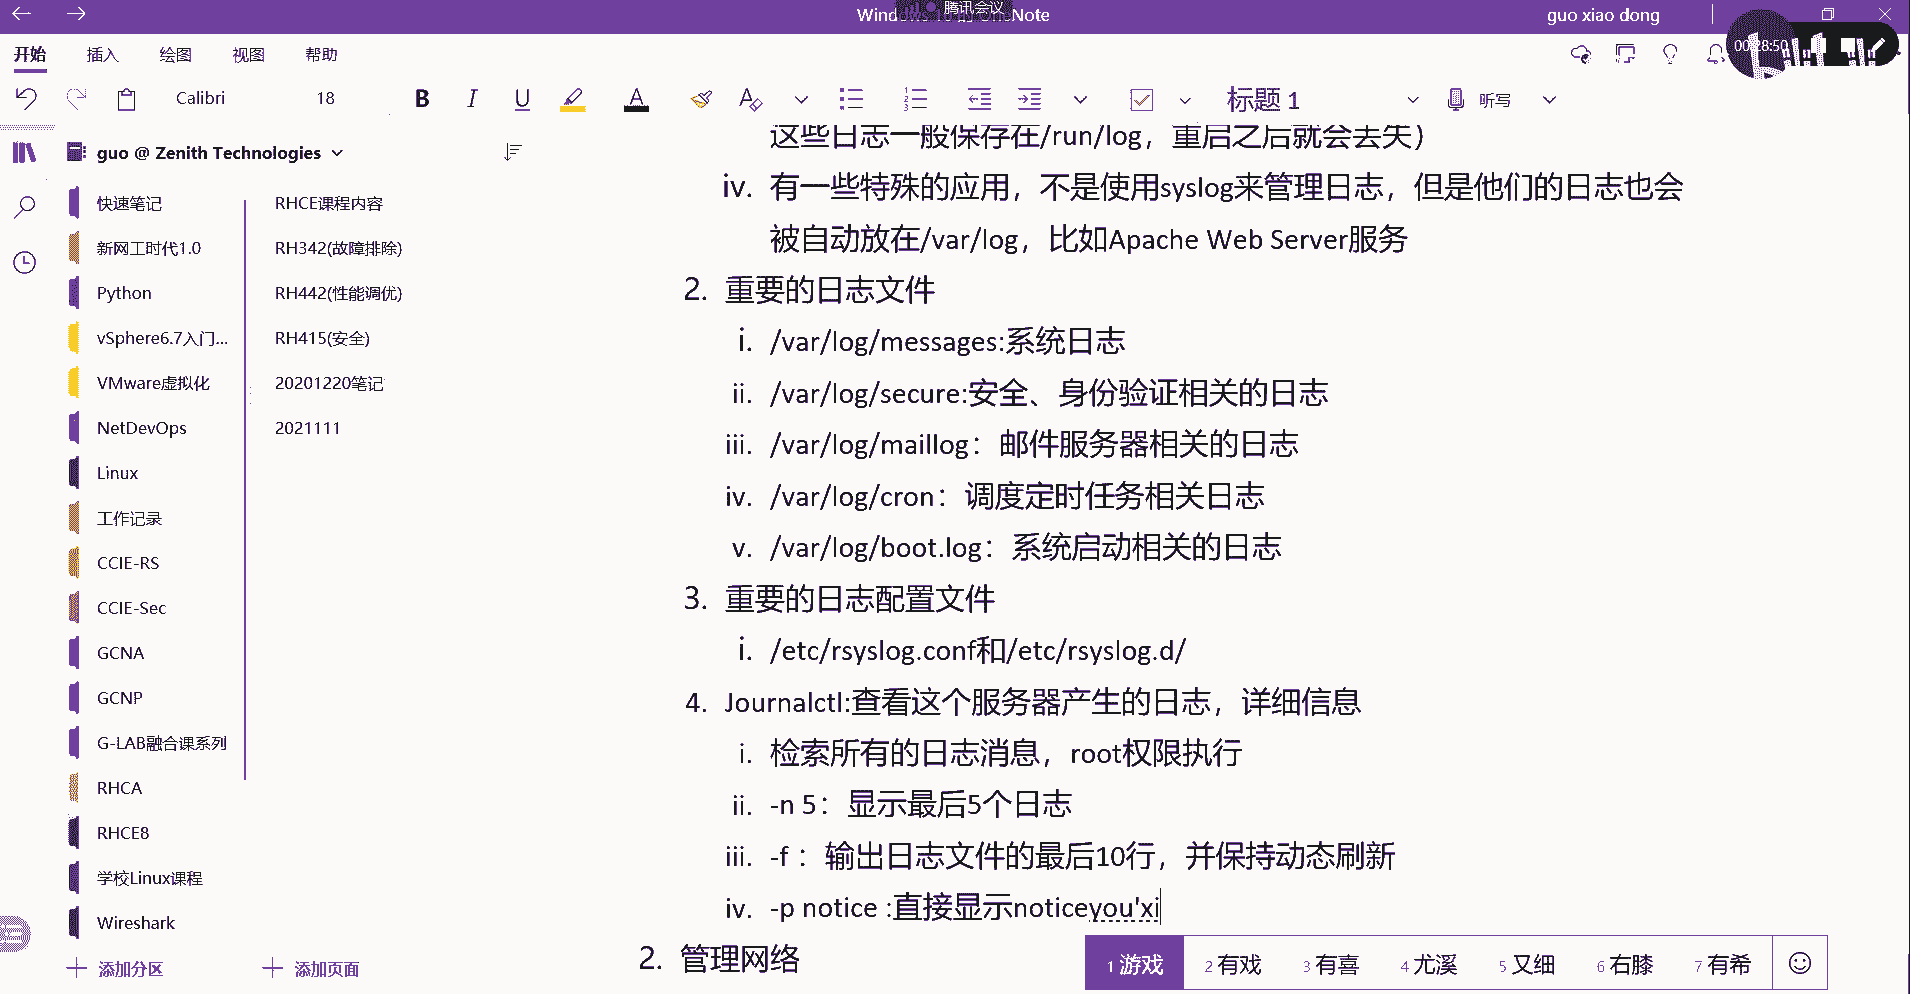 腾讯会议
Note
guo xiao dong
00:28:50
开始 插入 绘图 视图 帮助
Calibri 18 B I U A A 标题 1 听写
guo @ Zenith Technologies
快速笔记
新网工时代1.0
Python
vSphere6.7入门...
VMware虚拟化
NetDevOps
Linux
工作记录
CCIE-RS
CCIE-Sec
GCNA
GCNP
G-LAB融合课系列
RHCA
RHCE8
学校Linux课程
Wireshark
添加分区
RHCE课程内容
RH342(故障排除)
RH442(性能调优)
RH415(安全)
20201220笔记
2021111
添加页面
这些日志一般保存在/run/log，重启之后就会丢失）
iv. 有一些特殊的应用，不是使用syslog来管理日志，但是他们的日志也会
被自动放在/var/log，比如Apache Web Server服务
2. 重要的日志文件
i. /var/log/messages:系统日志
ii. /var/log/secure:安全、身份验证相关的日志
iii. /var/log/maillog：邮件服务器相关的日志
iv. /var/log/cron：调度定时任务相关日志
v. /var/log/boot.log：系统启动相关的日志
3. 重要的日志配置文件
i. /etc/rsyslog.conf和/etc/rsyslog.d/
4. Journalctl:查看这个服务器产生的日志，详细信息
i. 检索所有的日志消息，root权限执行
ii. -n 5：显示最后5个日志
iii. -f ：输出日志文件的最后10行，并保持动态刷新
iv. -p notice :直接显示noticeyou'xi
2. 管理网络
1 游戏 2 有戏 3 有喜 4 尤溪 5 又细 6 右膝 7 有希